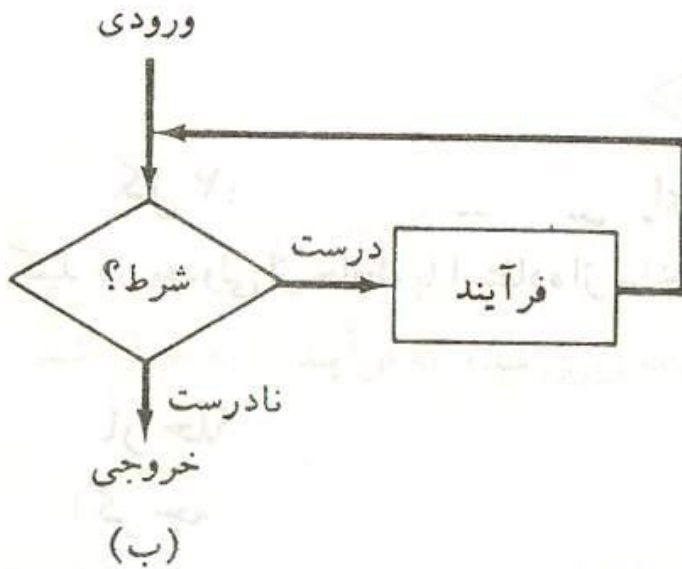 ورودی
درست
شرط؟
فرآیند
نادرست
خروجی
(ب)